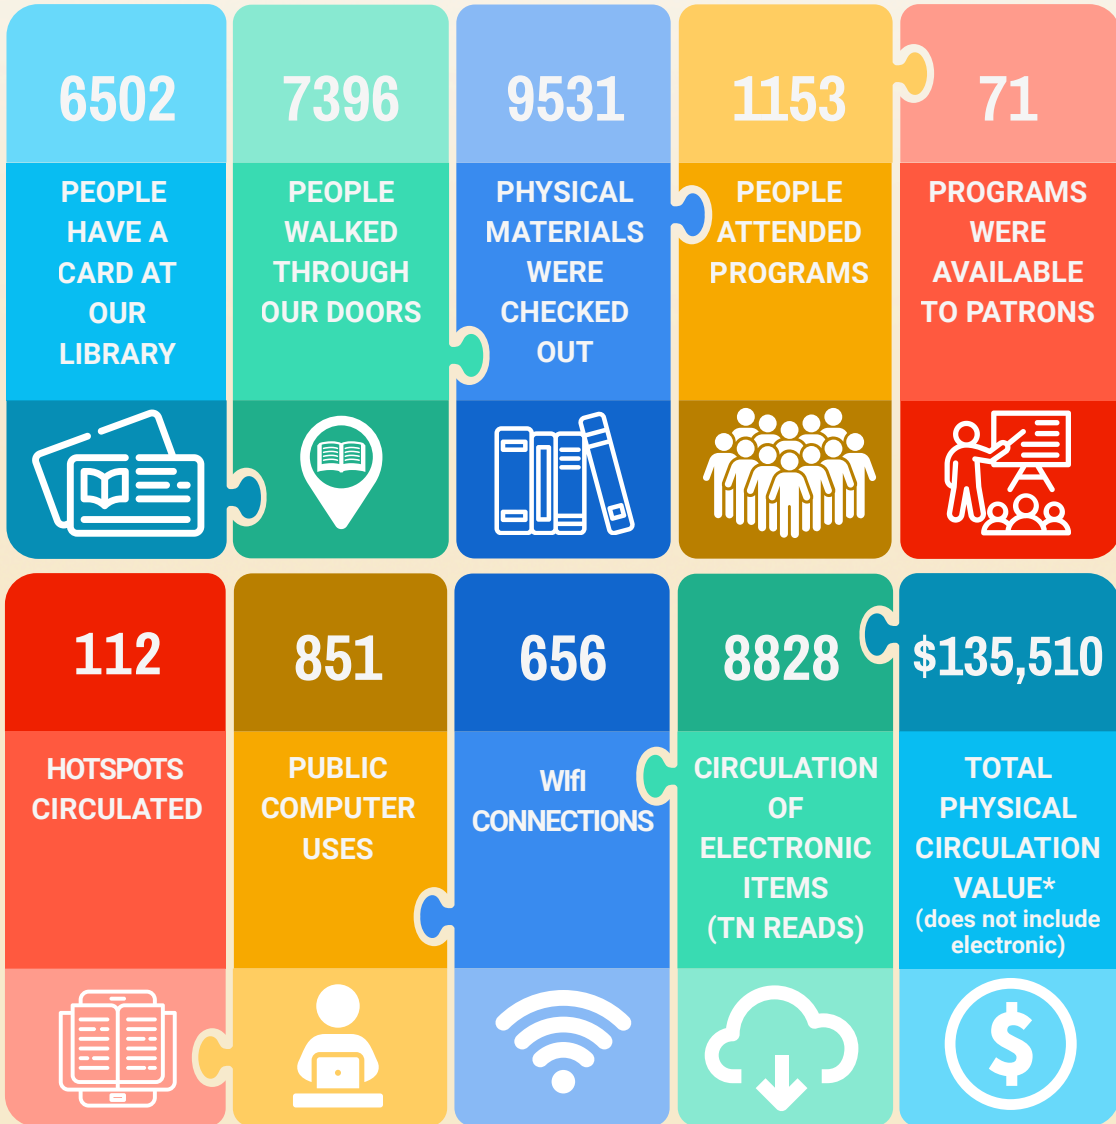 6502
PEOPLE
HAVE A
CARD AT
OUR
LIBRARY
7396
PEOPLE
WALKED
THROUGH
OUR DOORS
9531
PHYSICAL
MATERIALS
WERE
CHECKED
OUT
1153
PEOPLE
ATTENDED
PROGRAMS
71
PROGRAMS
WERE
AVAILABLE
TO PATRONS
112
HOTSPOTS
CIRCULATED
851
PUBLIC
COMPUTER
USES
656
WIfI
CONNECTIONS
8828
CIRCULATION
OF
ELECTRONIC
ITEMS
(TN READS)
$135,510
TOTAL
PHYSICAL
CIRCULATION
VALUE*
(does not include
electronic)
$